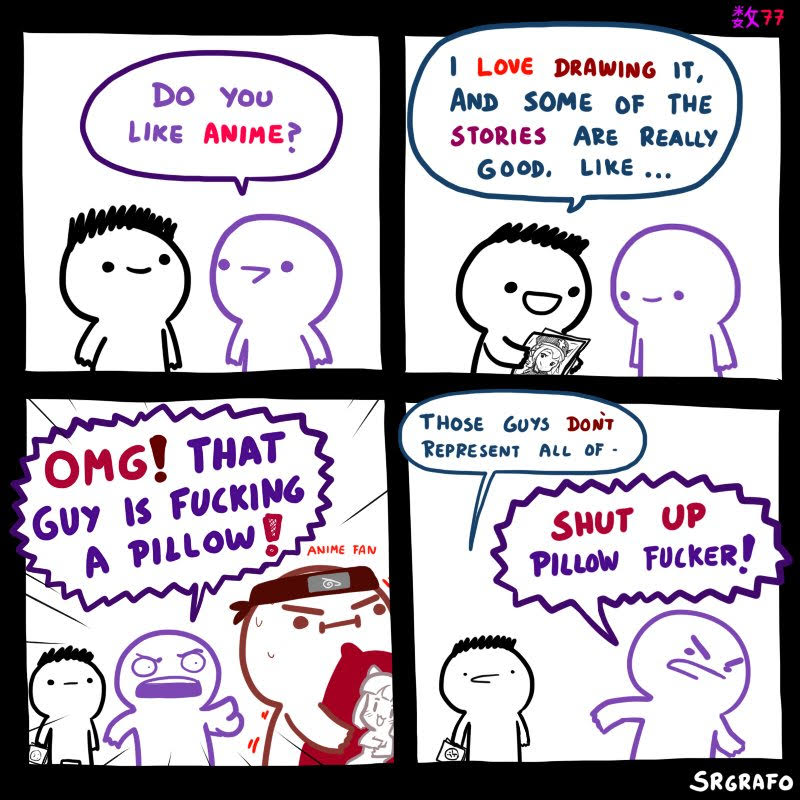 数77
DO YOU
LIKE ANIME?
I LOVE DRAWING IT,
AND SOME OF THE
STORIES ARE REALLY
GOOD. LIKE ...
OMG! THAT
GUY IS FUCKING
A PILLOW!
ANIME FAN
THOSE GUYS DON'T
REPRESENT ALL OF -
SHUT UP
PILLOW FUCKER!
SRGRAFO